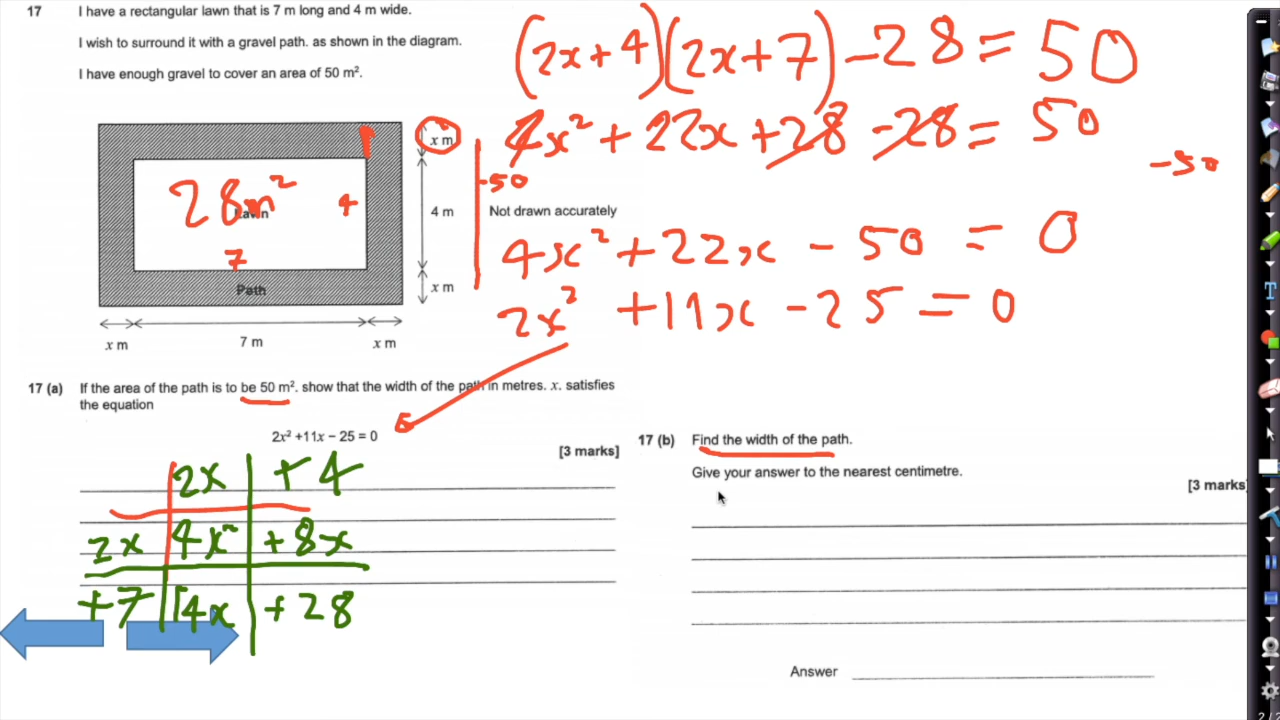 17 I have a rectangular lawn that is 7 m long and 4 m wide.
I wish to surround it with a gravel path. as shown in the diagram.
I have enough gravel to cover an area of 50 m².
(2x+4)(2x+7)-28=50
4x²+22x+28-28=50
-50
-50
x m
28m²
Lawn
4
4 m
Not drawn accurately
7
4x²+22x-50=0
Path
x m
2x²+11x-25=0
x m 7 m x m
17 (a) If the area of the path is to be 50 m². show that the width of the path in metres. x. satisfies
the equation
2x² +11x – 25 = 0
[3 marks]
2x +4
2x 4x² +8x
+7 14x +28
17 (b) Find the width of the path.
Give your answer to the nearest centimetre.
[3 marks]
Answer